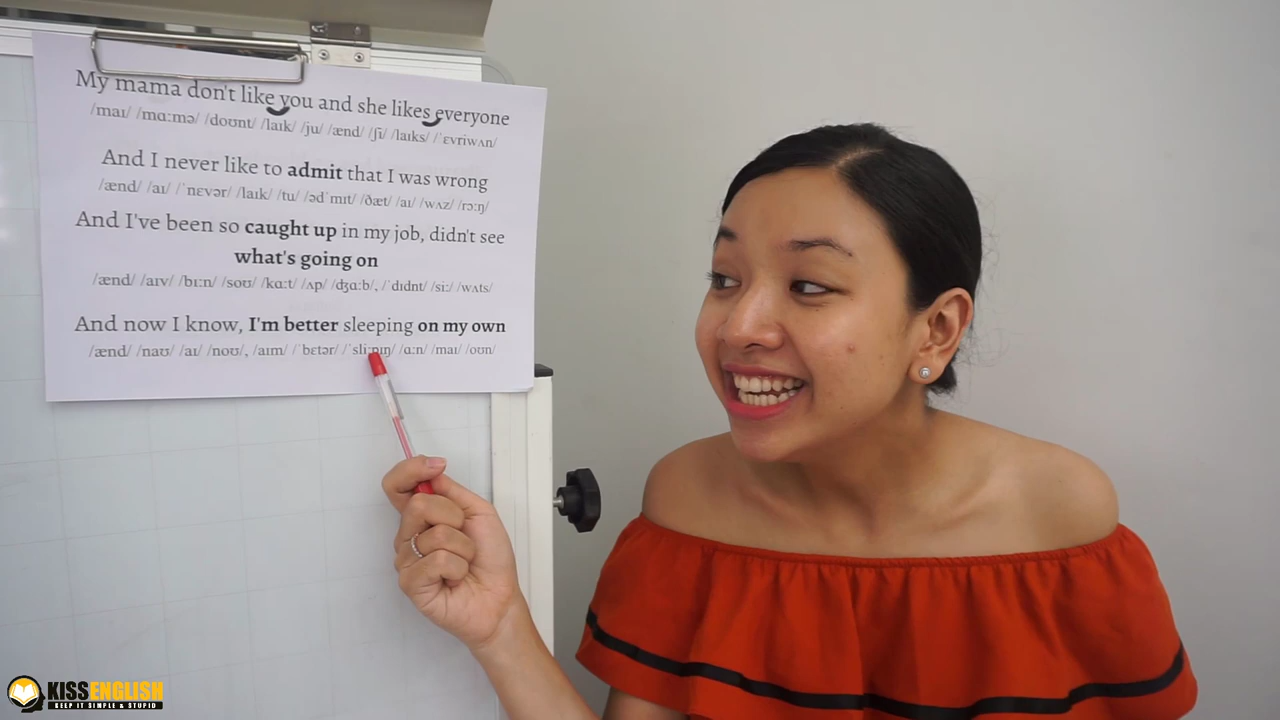 My mama don't like you and she likes everyone
/maɪ/ /mɑːmə/ /doʊnt/ /laɪk/ /ju/ /ænd/ /ʃi/ /laɪks/ /ˈɛvriwʌn/
And I never like to admit that I was wrong
/ænd/ /aɪ/ /ˈnɛvər/ /laɪk/ /tu/ /ədˈmɪt/ /ðæt/ /aɪ/ /wʌz/ /rɔːŋ/
And I've been so caught up in my job, didn't see
what's going on
/ænd/ /aɪv/ /bɪːn/ /soʊ/ /kɑːt/ /ʌp/ /ʤɑːb/, /ˈdɪdnt/ /siː/ /wʌts/
And now I know, I'm better sleeping on my own
/ænd/ /naʊ/ /aɪ/ /noʊ/, /aɪm/ /ˈbɛtər/ /ˈsliːpɪŋ/ /ɑːn/ /maɪ/ /oʊn/
KISSENGLISH
KEEP IT SIMPLE & STUPID